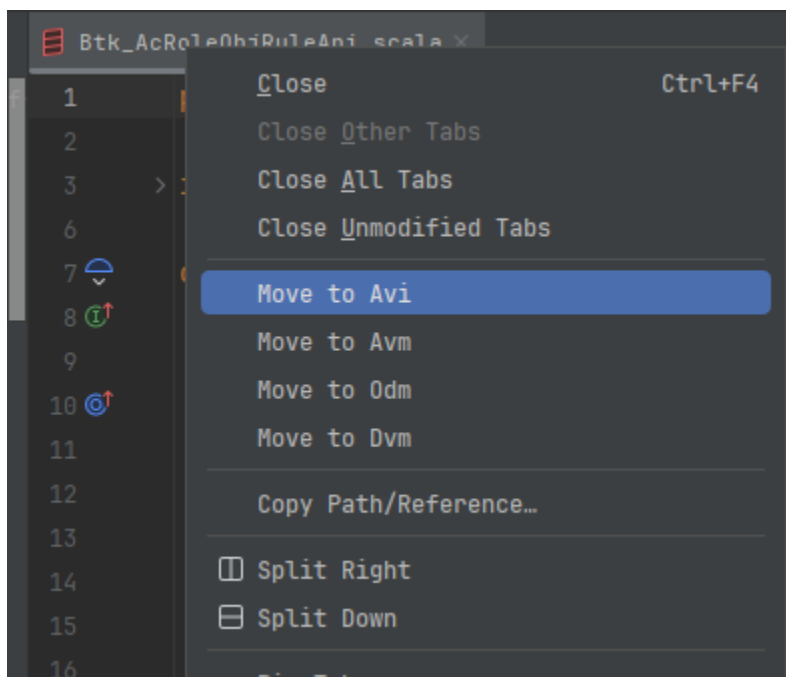 Btk_AcRoleObjRuleApi.scala
1
Close Ctrl+F4
2
Close Other Tabs
3
Close All Tabs
6
Close Unmodified Tabs
7
Move to Avi
8
Move to Avm
9
Move to Odm
10
Move to Dvm
11
12
Copy Path/Reference…
13
14
Split Right
15
Split Down
16